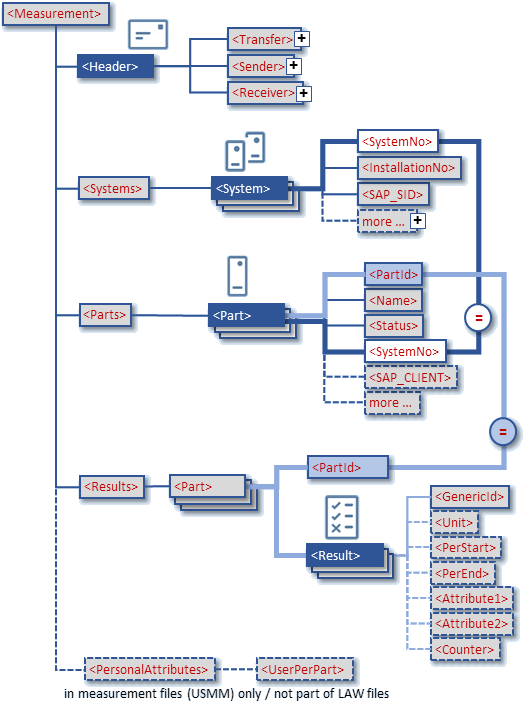 <Measurement>
<Header>
<Transfer>
+
<Sender>
+
<Receiver>
+
<Systems>
<System>
<SystemNo>
<InstallationNo>
<SAP_SID>
more ...
+
<Parts>
<Part>
<PartId>
<Name>
<Status>
<SystemNo>
<SAP_CLIENT>
more ...
=
=
<Results>
<Part>
<PartId>
<Result>
<GenericId>
<Unit>
<PerStart>
<PerEnd>
<Attribute1>
<Attribute2>
<Counter>
<PersonalAttributes>
<UserPerPart>
in measurement files (USMM) only / not part of LAW files